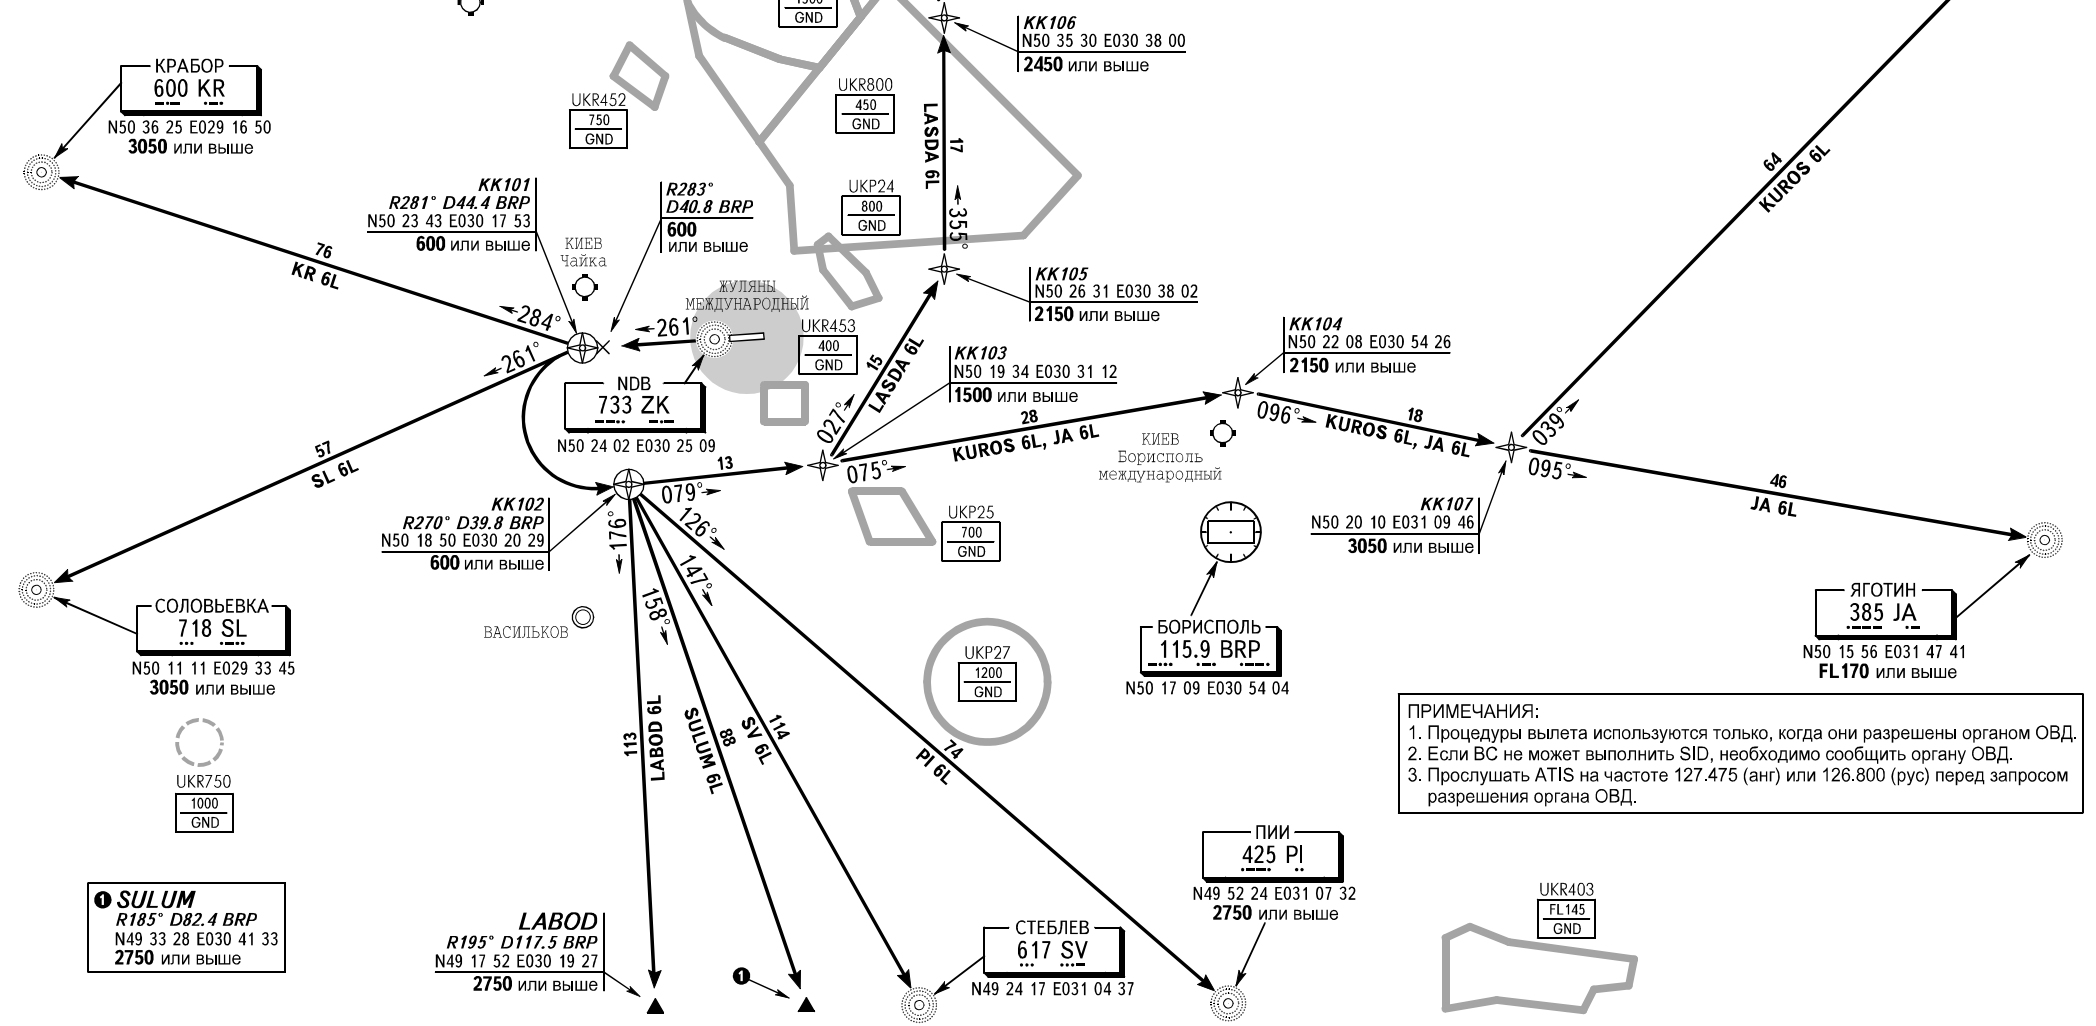 1500
GND
KK106
N50 35 30 E030 38 00
2450 или выше
КРАБОР
600 KR
N50 36 25 E029 16 50
3050 или выше
UKR452
750
GND
UKR800
450
GND
LASDA 6L
17
355°
UKP24
800
GND
64
KUROS 6L
KK101
R281° D44.4 BRP
N50 23 43 E030 17 53
600 или выше
R283°
D40.8 BRP
600
или выше
КИЕВ
Чайка
76
KR 6L
284°
261°
ЖУЛЯНЫ
МЕЖДУНАРОДНЫЙ
261°
UKR453
400
GND
KK105
N50 26 31 E030 38 02
2150 или выше
KK104
N50 22 08 E030 54 26
2150 или выше
KK103
N50 19 34 E030 31 12
1500 или выше
NDB
733 ZK
N50 24 02 E030 25 09
15
LASDA 6L
027°
28
KUROS 6L, JA 6L
075°
096°
18
KUROS 6L, JA 6L
039°
095°
КИЕВ
Борисполь
международный
57
SL 6L
13
079°
KK102
R270° D39.8 BRP
N50 18 50 E030 20 29
600 или выше
176°
126°
147°
158°
UKP25
700
GND
KK107
N50 20 10 E031 09 46
3050 или выше
46
JA 6L
СОЛОВЬЕВКА
718 SL
N50 11 11 E029 33 45
3050 или выше
ВАСИЛЬКОВ
БОРИСПОЛЬ
115.9 BRP
N50 17 09 E030 54 04
ЯГОТИН
385 JA
N50 15 56 E031 47 41
FL170 или выше
UKP27
1200
GND
UKR750
1000
GND
113
LABOD 6L
88
SULUM 6L
114
SV 6L
74
PI 6L
ПРИМЕЧАНИЯ:
1. Процедуры вылета используются только, когда они разрешены органом ОВД.
2. Если ВС не может выполнить SID, необходимо сообщить органу ОВД.
3. Прослушать ATIS на частоте 127.475 (анг) или 126.800 (рус) перед запросом
разрешения органа ОВД.
ПИИ
425 PI
N49 52 24 E031 07 32
2750 или выше
UKR403
FL145
GND
1 SULUM
R185° D82.4 BRP
N49 33 28 E030 41 33
2750 или выше
LABOD
R195° D117.5 BRP
N49 17 52 E030 19 27
2750 или выше
1
СТЕБЛЕВ
617 SV
N49 24 17 E031 04 37